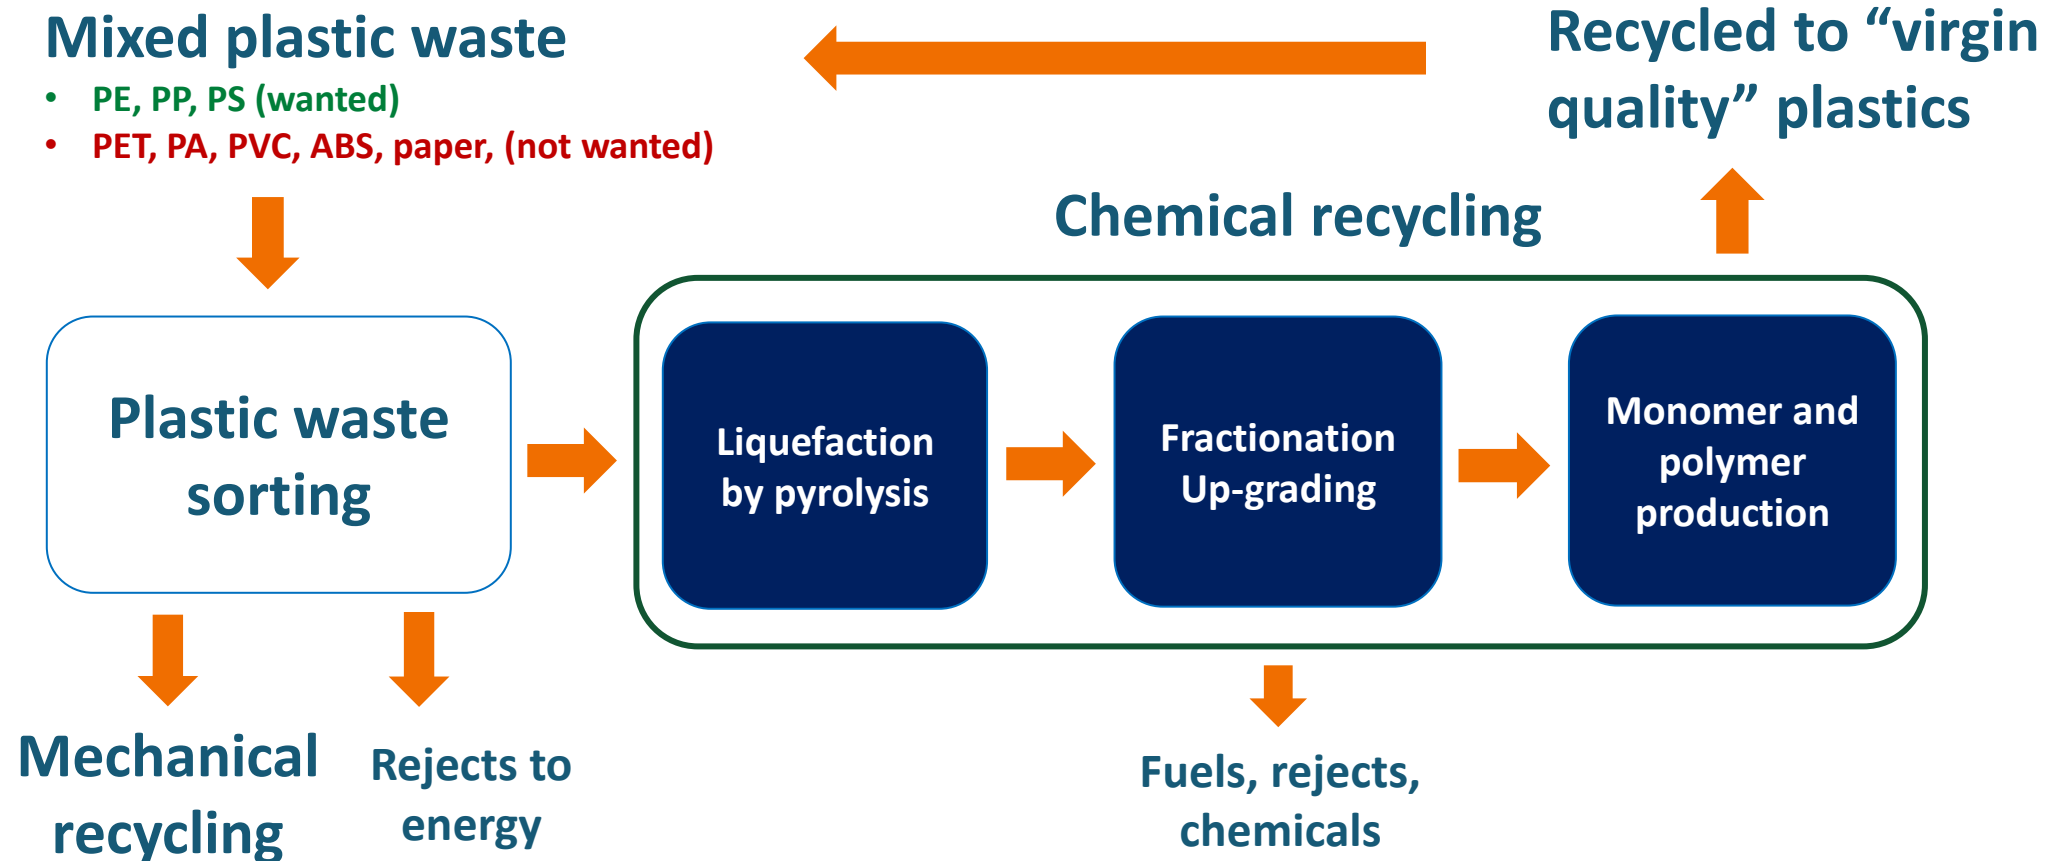 Mixed plastic waste
• PE, PP, PS (wanted)
• PET, PA, PVC, ABS, paper, (not wanted)
Recycled to “virgin
quality” plastics
Chemical recycling
Plastic waste
sorting
Liquefaction
by pyrolysis
Fractionation
Up-grading
Monomer and
polymer
production
Mechanical
recycling
Rejects to
energy
Fuels, rejects,
chemicals